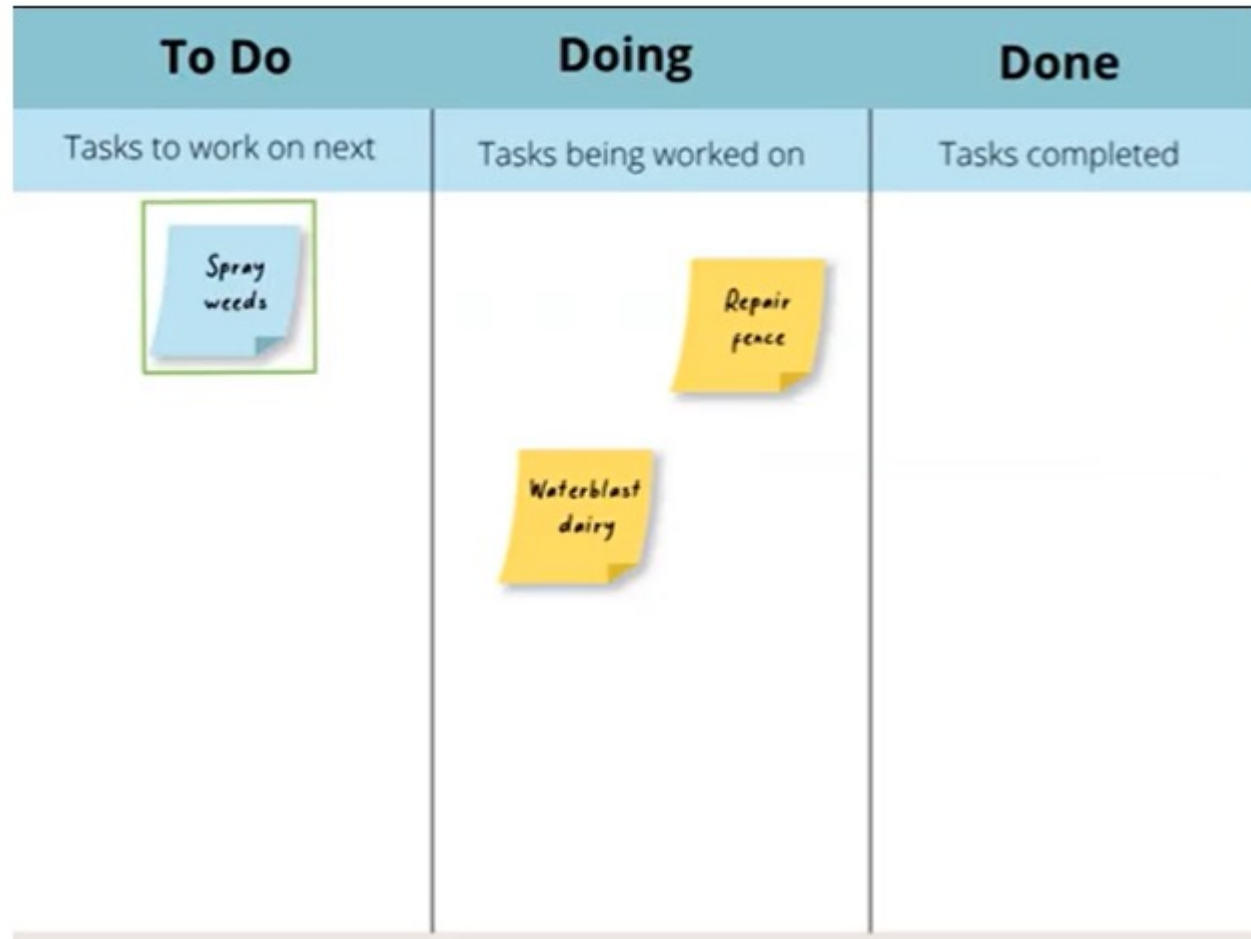 To Do
Doing
Done
Tasks to work on next
Tasks being worked on
Tasks completed
Spray
weeds
Repair
fence
Waterblast
dairy